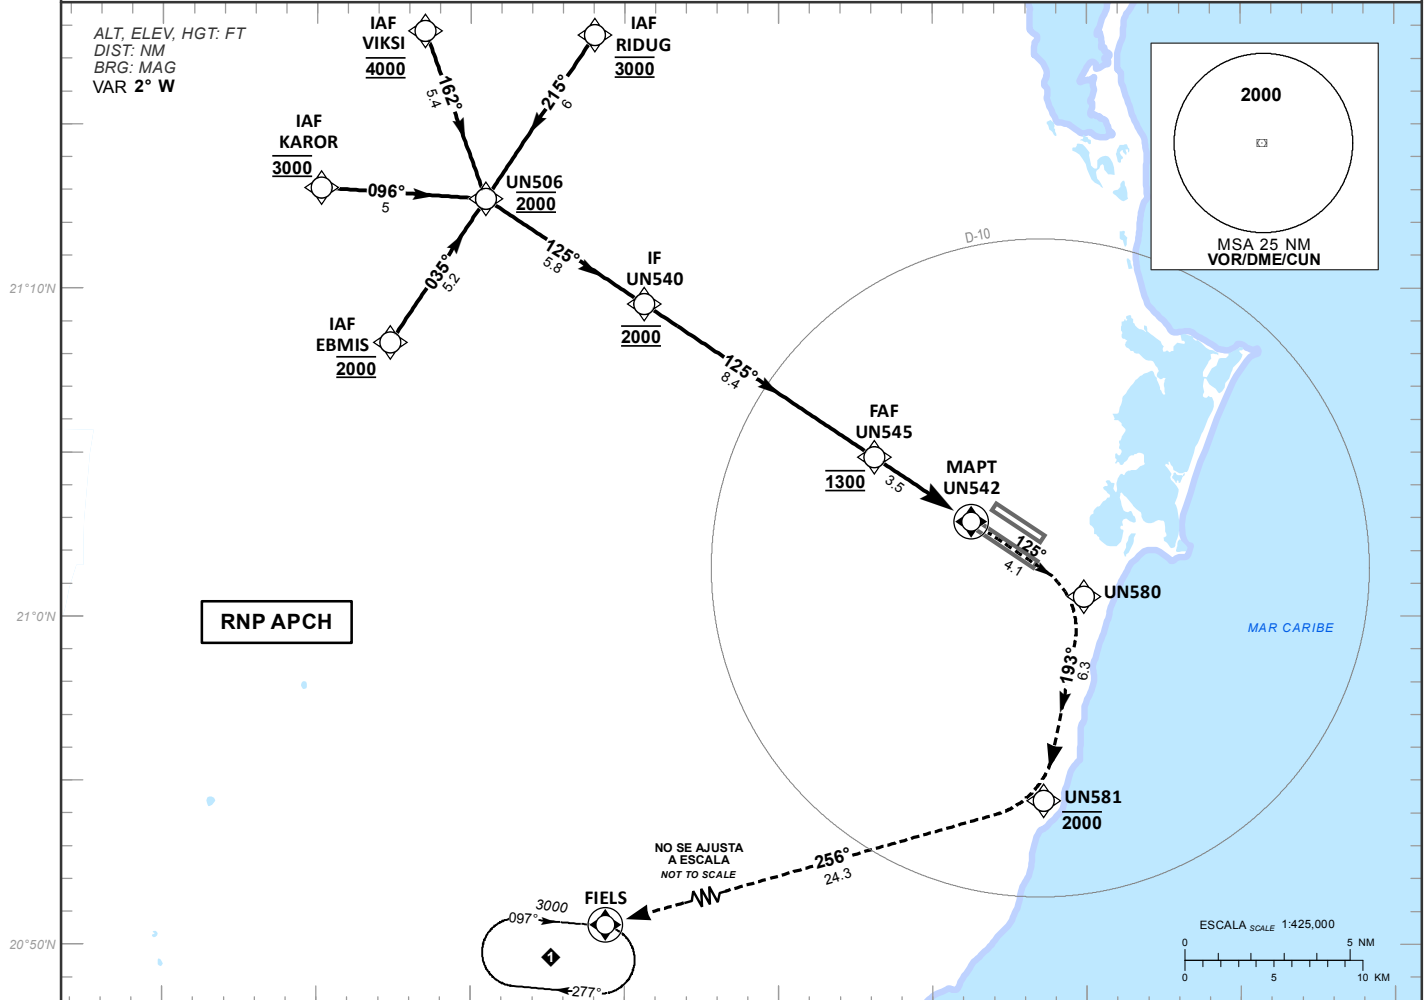 ALT, ELEV, HGT: FT
DIST: NM
BRG: MAG
VAR 2° W
IAF
VIKSI
4000
IAF
RIDUG
3000
162°
5.4
215°
6
IAF
KAROR
3000
096°
5
UN506
2000
035°
5.2
IAF
EBMIS
2000
125°
5.8
IF
UN540
2000
125°
8.4
D-10
2000
MSA 25 NM
VOR/DME/CUN
21°10'N
FAF
UN545
1300
3.5
MAPT
UN542
125°
4.1
UN580
21°0'N
RNP APCH
MAR CARIBE
193°
6.3
UN581
2000
NO SE AJUSTA
A ESCALA
NOT TO SCALE
256°
24.3
FIELS
3000
097°
1
277°
20°50'N
ESCALA SCALE 1:425,000
0 5 NM
0 5 10 KM